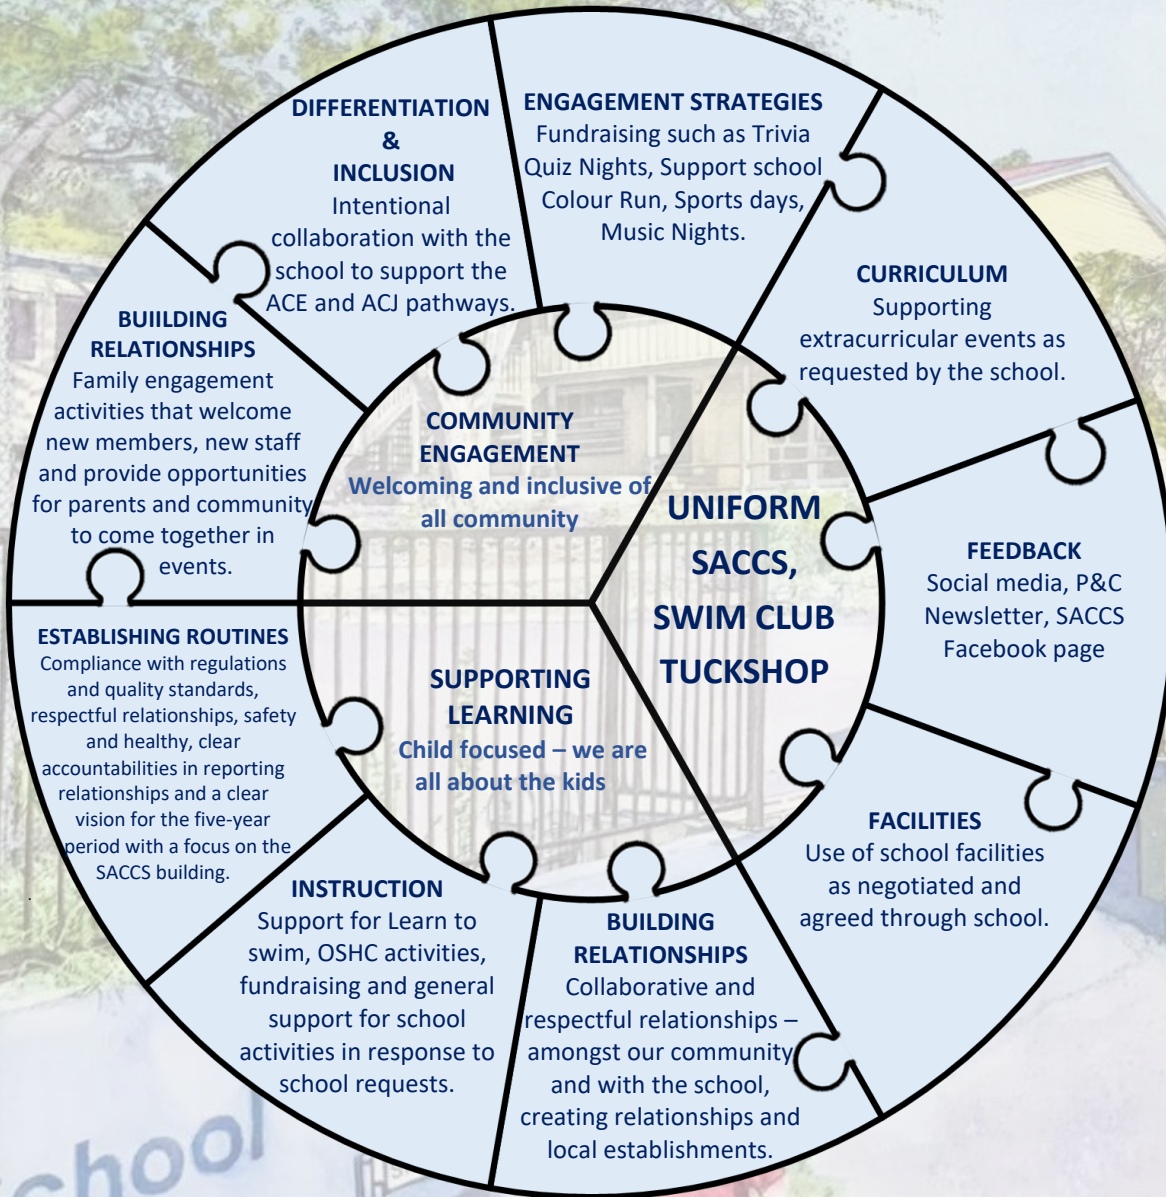 DIFFERENTIATION
&
INCLUSION
Intentional
collaboration with the
school to support the
ACE and ACJ pathways.
ENGAGEMENT STRATEGIES
Fundraising such as Trivia
Quiz Nights, Support school
Colour Run, Sports days,
Music Nights.
CURRICULUM
Supporting
extracurricular events as
requested by the school.
BUIILDING
RELATIONSHIPS
Family engagement
activities that welcome
new members, new staff
and provide opportunities
for parents and community
to come together in
events.
COMMUNITY
ENGAGEMENT
Welcoming and inclusive of
all community
UNIFORM
SACCS,
SWIM CLUB
TUCKSHOP
FEEDBACK
Social media, P&C
Newsletter, SACCS
Facebook page
ESTABLISHING ROUTINES
Compliance with regulations
and quality standards,
respectful relationships, safety
and healthy, clear
accountabilities in reporting
relationships and a clear
vision for the five-year
period with a focus on the
SACCS building.
SUPPORTING
LEARNING
Child focused – we are
all about the kids
FACILITIES
Use of school facilities
as negotiated and
agreed through school.
INSTRUCTION
Support for Learn to
swim, OSHC activities,
fundraising and general
support for school
activities in response to
school requests.
BUILDING
RELATIONSHIPS
Collaborative and
respectful relationships –
amongst our community
and with the school,
creating relationships and
local establishments.
chool